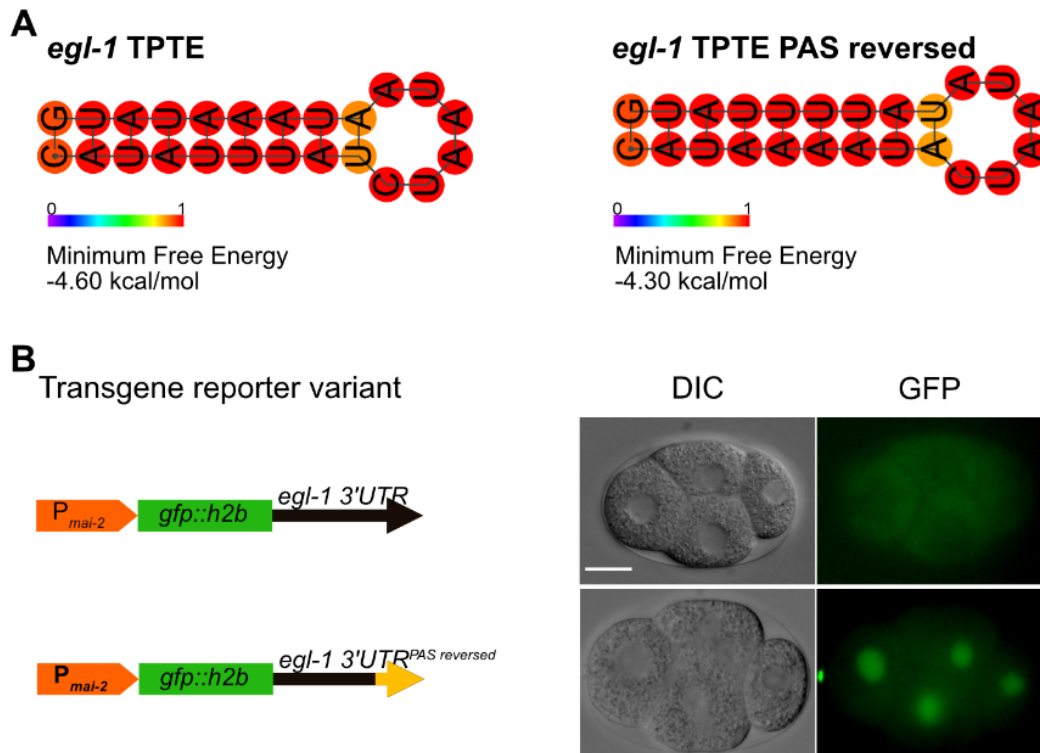 A
egl-1 TPTE
G U A U A A A U A A U A
C A U A U U U A U C U A
0 1
Minimum Free Energy
-4.60 kcal/mol
egl-1 TPTE PAS reversed
G U A U U U U A U A U A
C A U A A A A U A C U A
0 1
Minimum Free Energy
-4.30 kcal/mol
B
Transgene reporter variant
DIC GFP
Pmai-2 gfp::h2b egl-1 3'UTR
Pmai-2 gfp::h2b egl-1 3'UTRPAS reversed